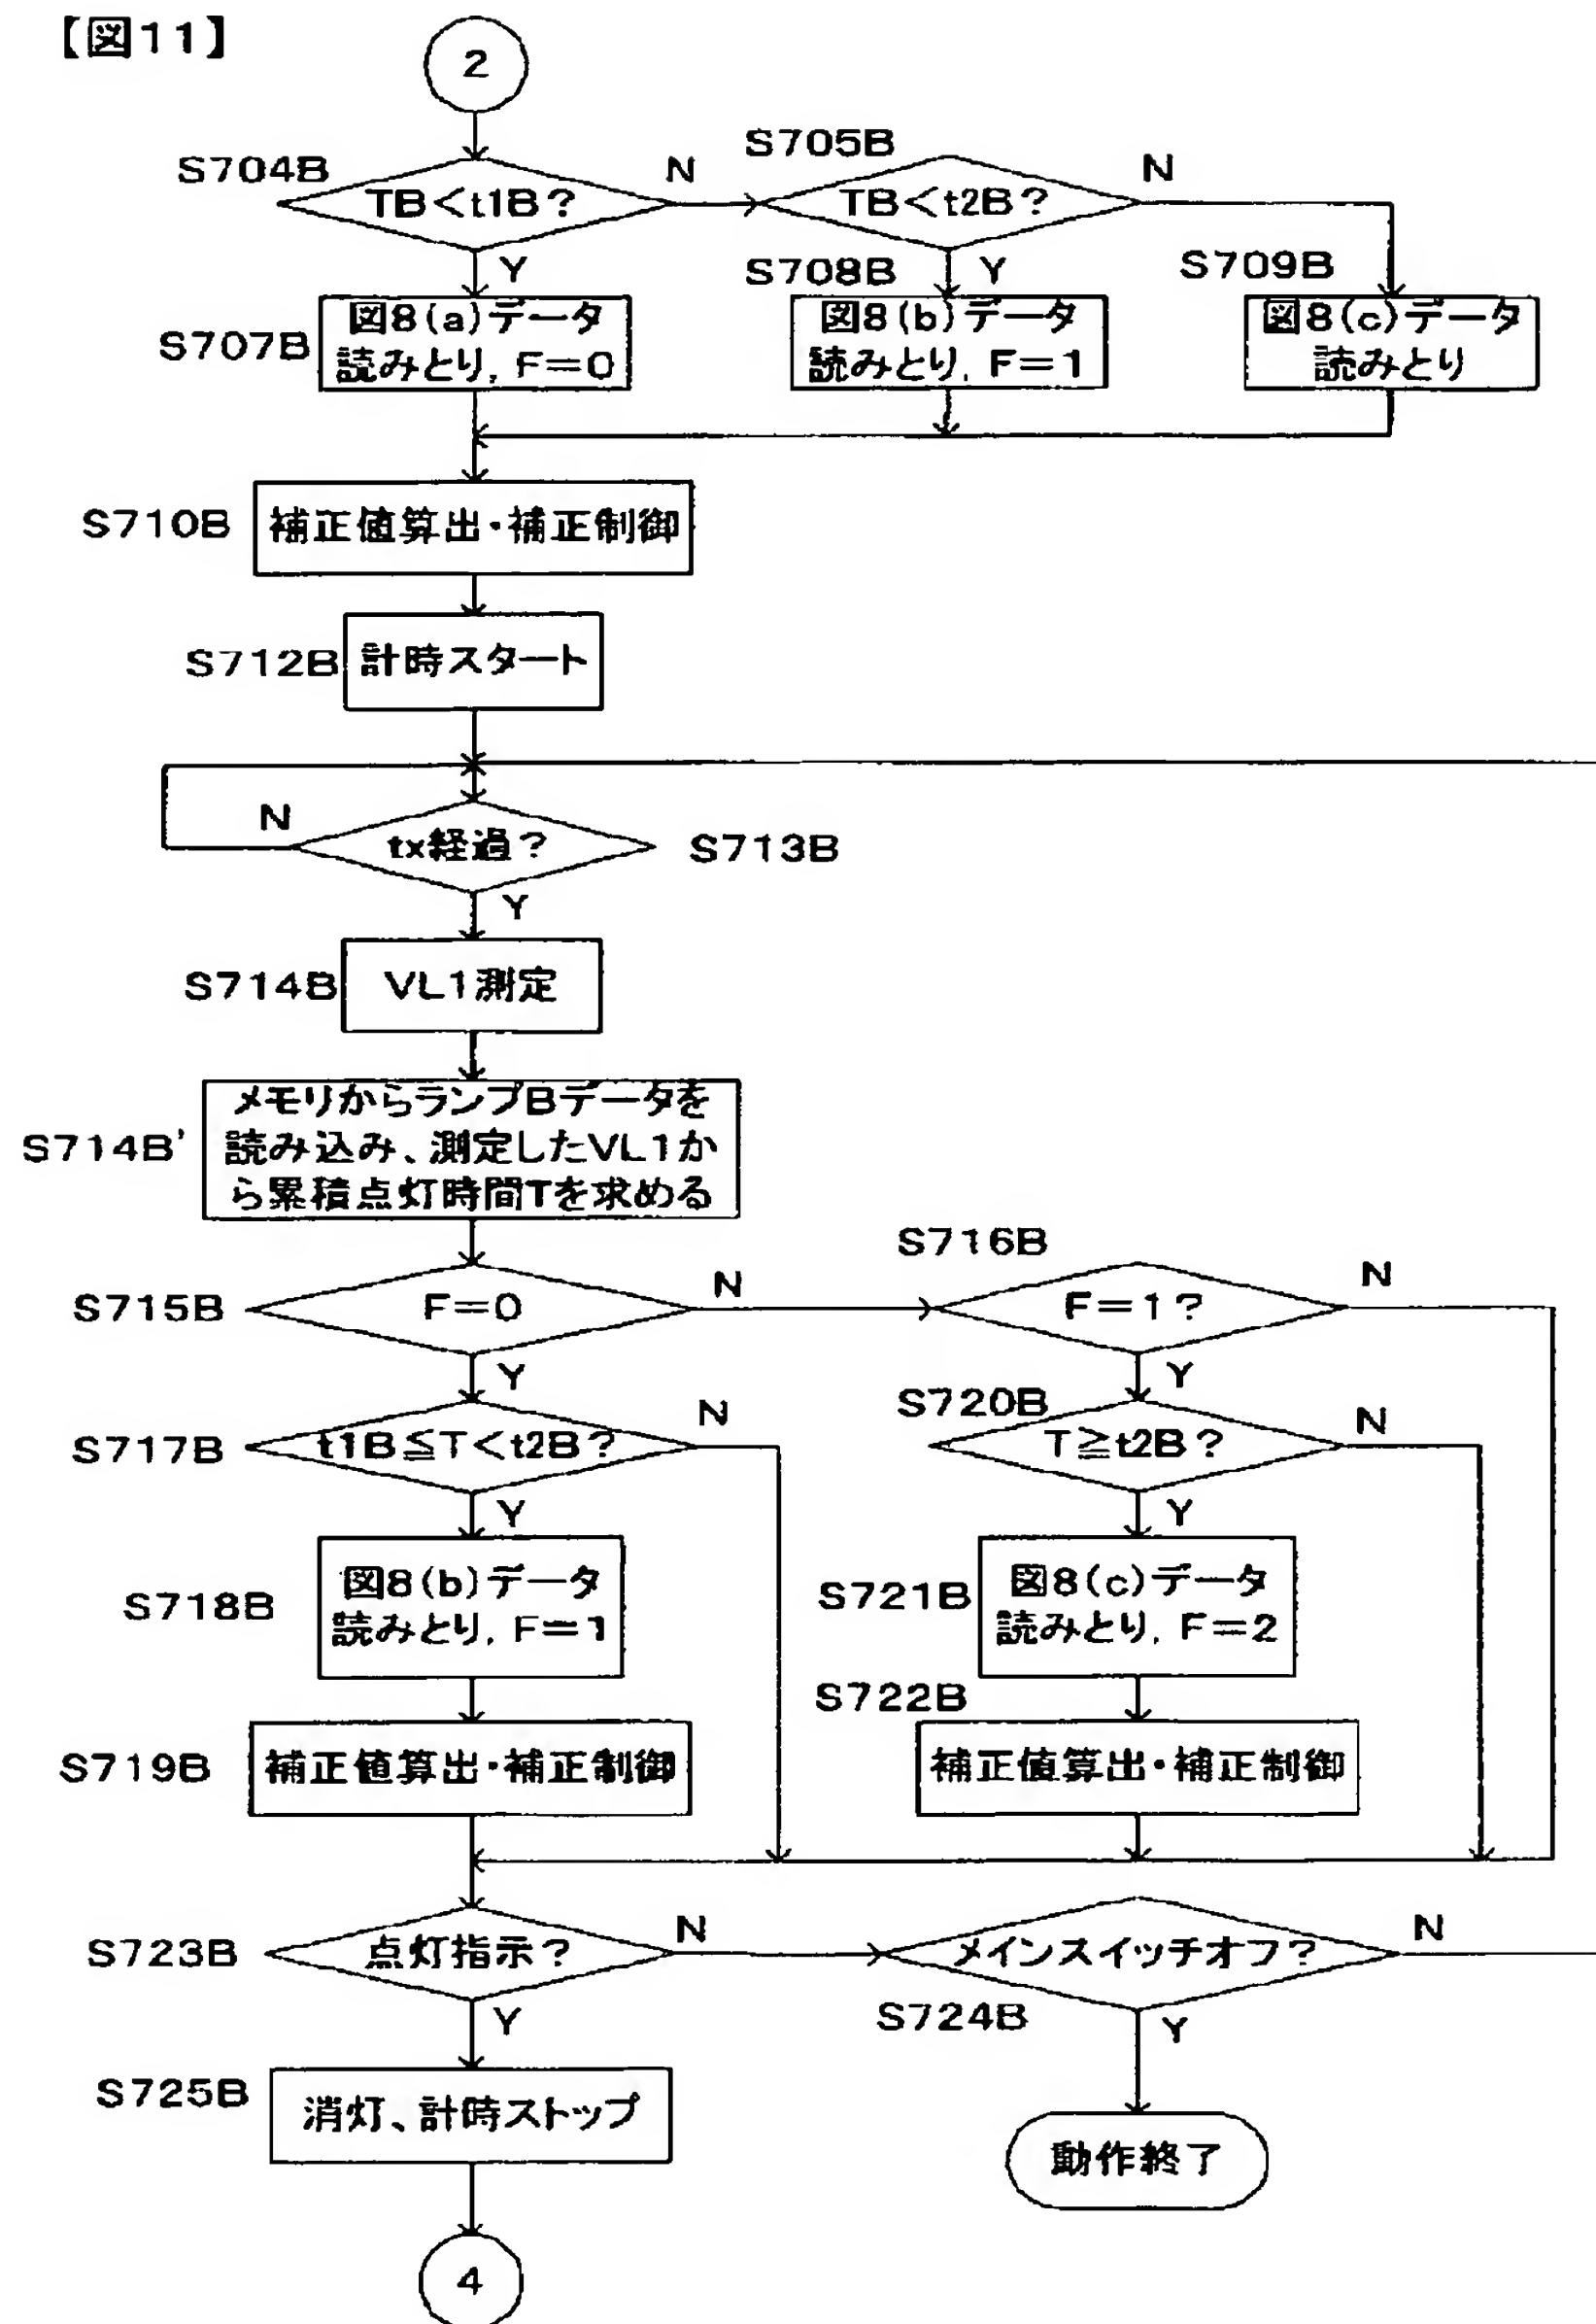 【図11】
2
S704B
TB<t1B?
N
S705B
TB<t2B?
N
Y
S708B
Y
S709B
S707B
図8(a)データ
読みとり, F=0
図8(b)データ
読みとり, F=1
図8(c)データ
読みとり
S710B
補正値算出・補正制御
S712B
計時スタート
N
tx経過?
S713B
Y
S714B
VL1測定
S714B'
メモリからランプBデータを
読み込み、測定したVL1か
ら累積点灯時間Tを求める
S715B
F=0
N
S716B
F=1?
N
Y
Y
S717B
t1B≦T<t2B?
N
S720B
T≧t2B?
N
Y
Y
S718B
図8(b)データ
読みとり, F=1
S721B
図8(c)データ
読みとり, F=2
S719B
補正値算出・補正制御
S722B
補正値算出・補正制御
S723B
点灯指示?
N
メインスイッチオフ?
N
S724B
Y
Y
S725B
消灯、計時ストップ
動作終了
4